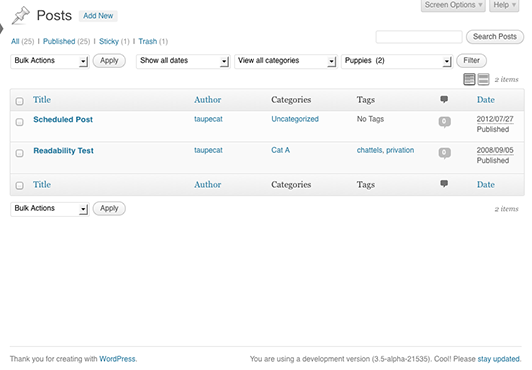 Screen Options Help
Posts Add New
All (25) | Published (25) | Sticky (1) | Trash (1)
Search Posts
Bulk Actions Apply Show all dates View all categories Puppies (2) Filter
2 items
Title Author Categories Tags Date
Scheduled Post taupecat Uncategorized No Tags 0 2012/07/27
Published
Readability Test taupecat Cat A chattels, privation 0 2008/09/05
Published
Title Author Categories Tags Date
Bulk Actions Apply 2 items
Thank you for creating with WordPress. You are using a development version (3.5-alpha-21535). Cool! Please stay updated.